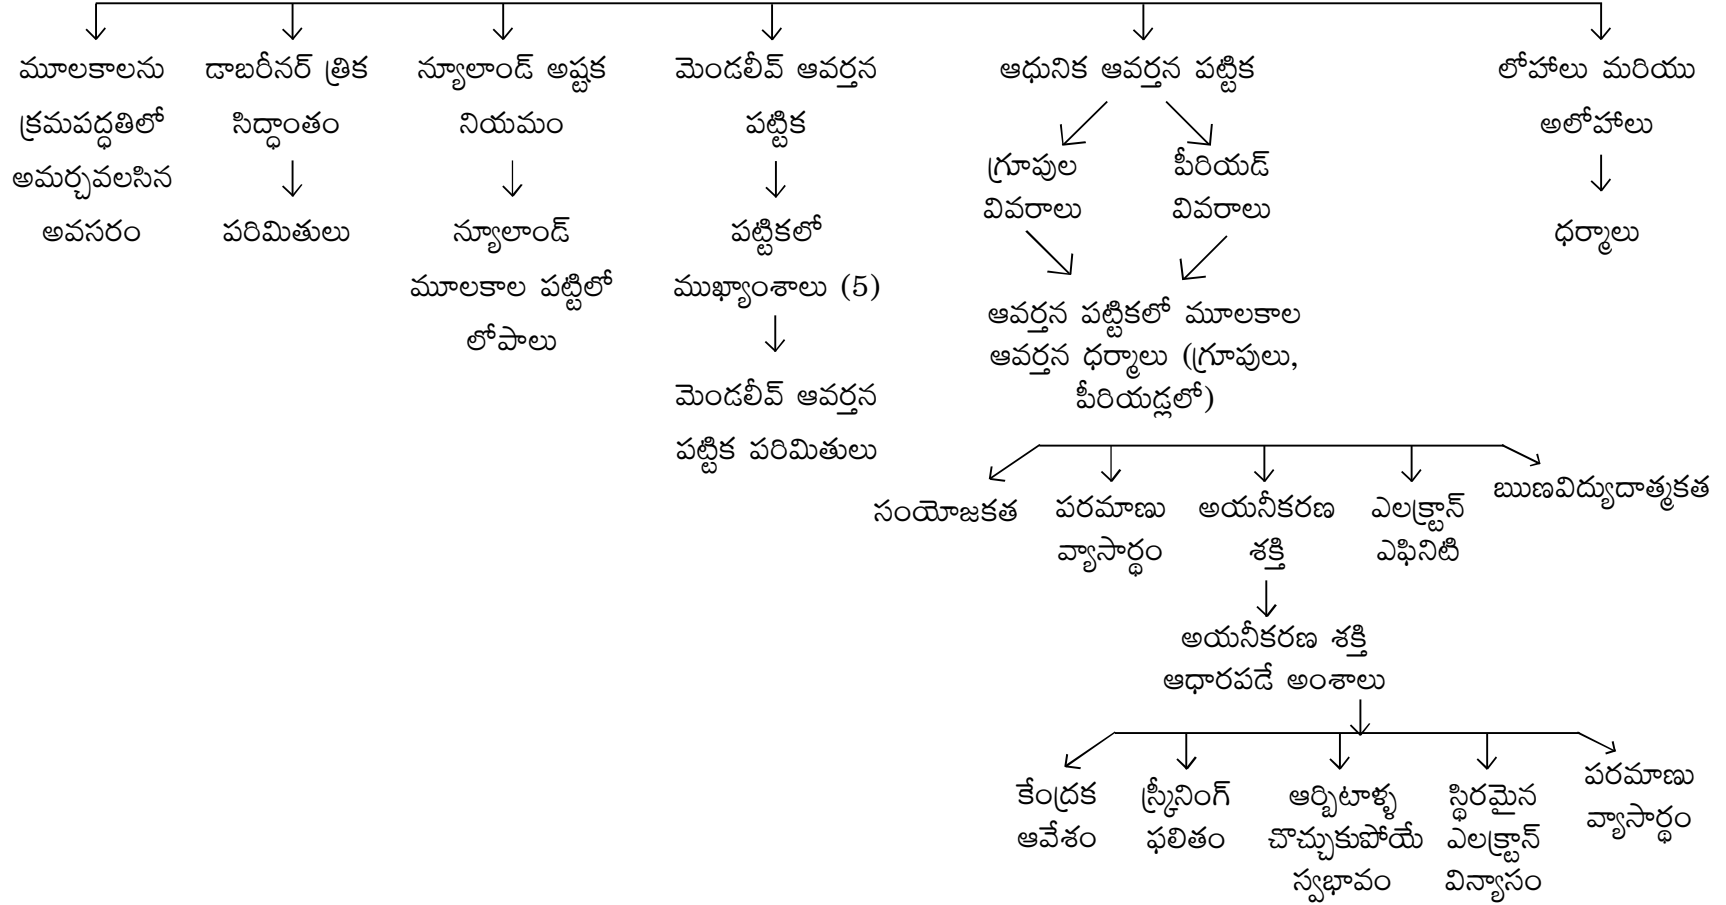 మూలకాలను
క్రమపద్ధతిలో
అమర్చవలసిన
అవసరం
డాబరీనర్ త్రిక
సిద్ధాంతం
పరిమితులు
న్యూలాండ్ అష్టక
నియమం
న్యూలాండ్
మూలకాల పట్టిలో
లోపాలు
మెండలీవ్ ఆవర్తన
పట్టిక
పట్టికలో
ముఖ్యాంశాలు (5)
మెండలీవ్ ఆవర్తన
పట్టిక పరిమితులు
ఆధునిక ఆవర్తన పట్టిక
గ్రూపుల
వివరాలు
పీరియడ్
వివరాలు
ఆవర్తన పట్టికలో మూలకాల
ఆవర్తన ధర్మాలు (గ్రూపులు,
పీరియడ్లలో)
సంయోజకత
పరమాణు
వ్యాసార్థం
అయనీకరణ
శక్తి
ఎలక్ట్రాన్
ఎఫినిటి
ఋణవిద్యుదాత్మకత
అయనీకరణ శక్తి
ఆధారపడే అంశాలు
కేంద్రక
ఆవేశం
స్క్రీనింగ్
ఫలితం
ఆర్బిటాళ్ళ
చొచ్చుకుపోయే
స్వభావం
స్థిరమైన
ఎలక్ట్రాన్
విన్యాసం
పరమాణు
వ్యాసార్థం
లోహాలు మరియు
అలోహాలు
ధర్మాలు